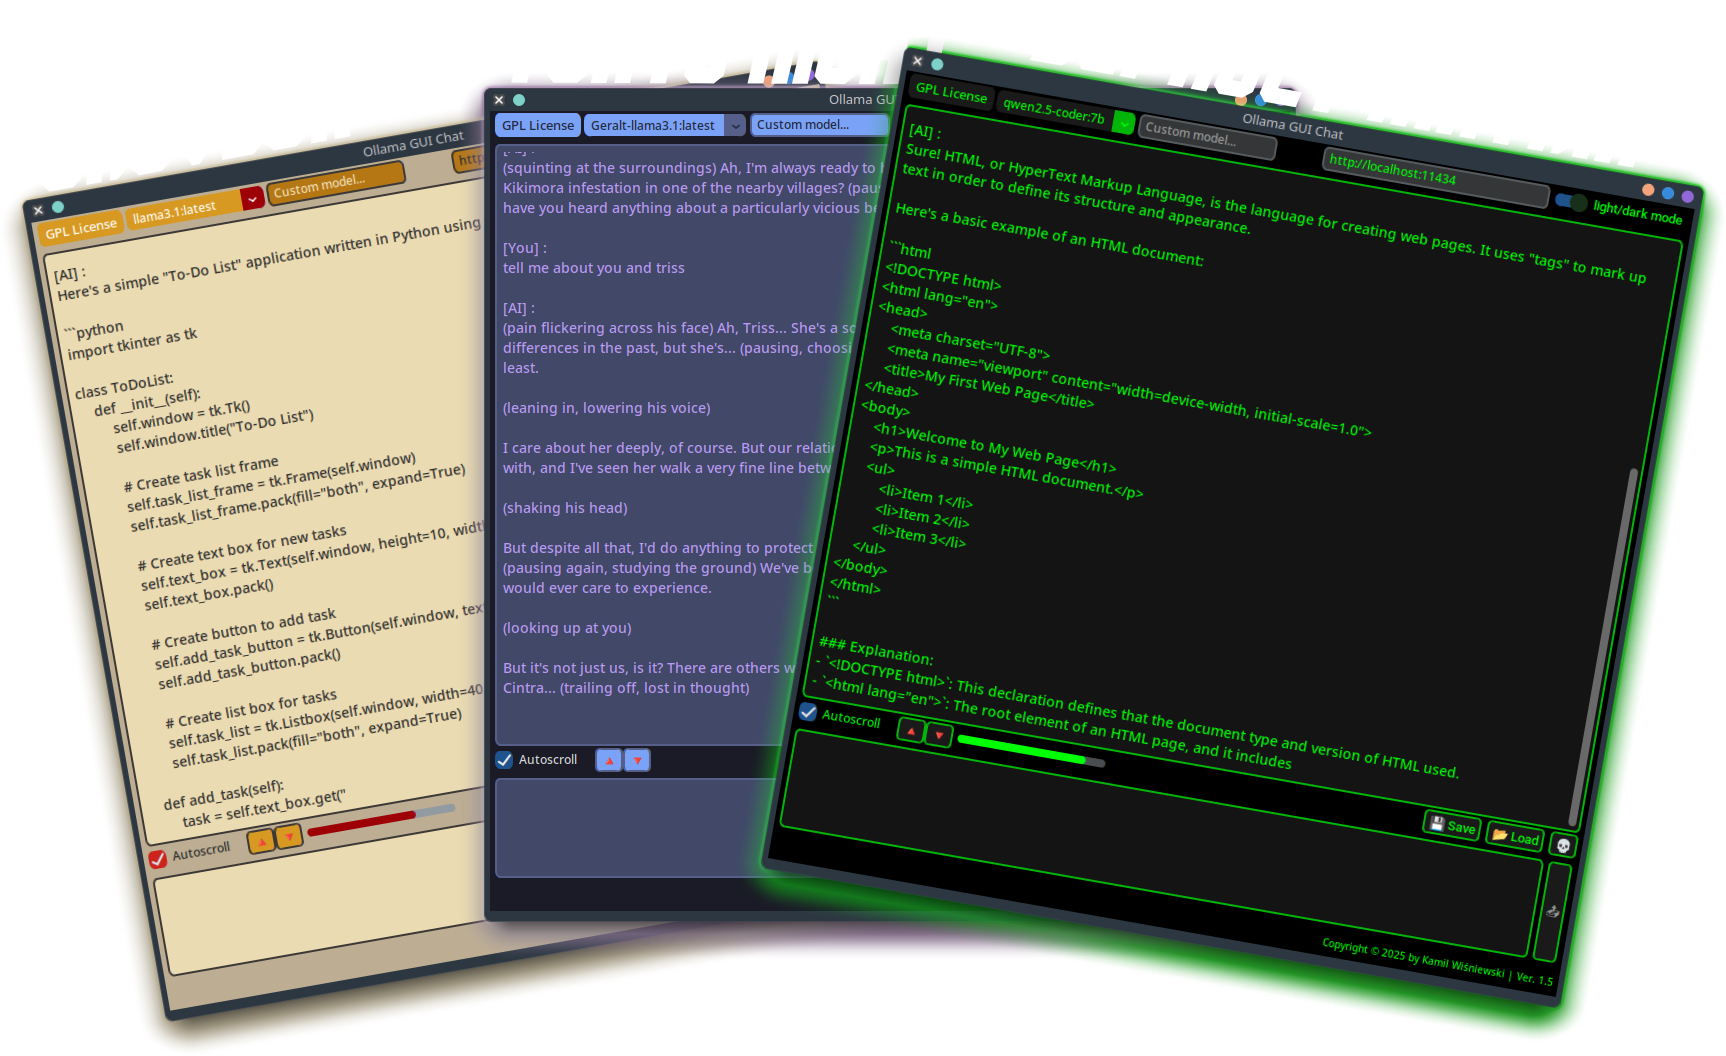 Ollama GUI Chat
GPL License
llama3.1:latest
Custom model...
http
[AI] :
Here's a simple "To-Do List" application written in Python using
```python
import tkinter as tk
class ToDoList:
def __init__(self):
self.window = tk.Tk()
self.window.title("To-Do List")
# Create task list frame
self.task_list_frame = tk.Frame(self.window)
self.task_list_frame.pack(fill="both", expand=True)
# Create text box for new tasks
self.text_box = tk.Text(self.window, height=10, widt
self.text_box.pack()
# Create button to add task
self.add_task_button = tk.Button(self.window, tex
self.add_task_button.pack()
# Create list box for tasks
self.task_list = tk.Listbox(self.window, width=40
self.task_list.pack(fill="both", expand=True)
def add_task(self):
task = self.text_box.get("
Autoscroll
Ollama GU
GPL License
Geralt-llama3.1:latest
Custom model...
(squinting at the surroundings) Ah, I'm always ready to
Kikimora infestation in one of the nearby villages? (pau
have you heard anything about a particularly vicious be
[You] :
tell me about you and triss
[AI] :
(pain flickering across his face) Ah, Triss... She's a so
differences in the past, but she's... (pausing, choosi
least.
(leaning in, lowering his voice)
I care about her deeply, of course. But our relatio
with, and I've seen her walk a very fine line betw
(shaking his head)
But despite all that, I'd do anything to protect
(pausing again, studying the ground) We've b
would ever care to experience.
(looking up at you)
But it's not just us, is it? There are others w
Cintra... (trailing off, lost in thought)
Autoscroll
Ollama GUI Chat
GPL License
qwen2.5-coder:7b
Custom model...
http://localhost:11434
light/dark mode
[AI] :
Sure! HTML, or HyperText Markup Language, is the language for creating web pages. It uses "tags" to mark up
text in order to define its structure and appearance.
Here's a basic example of an HTML document:
```html
<!DOCTYPE html>
<html lang="en">
<head>
<meta charset="UTF-8">
<meta name="viewport" content="width=device-width, initial-scale=1.0">
<title>My First Web Page</title>
</head>
<body>
<h1>Welcome to My Web Page</h1>
<p>This is a simple HTML document.</p>
<ul>
<li>Item 1</li>
<li>Item 2</li>
<li>Item 3</li>
</ul>
</body>
</html>
```
### Explanation:
- `<!DOCTYPE html>`: This declaration defines that the document type and version of HTML used.
- `<html lang="en">`: The root element of an HTML page, and it includes
Autoscroll
Save
Load
Copyright © 2025 by Kamil Wiśniewski | Ver. 1.5